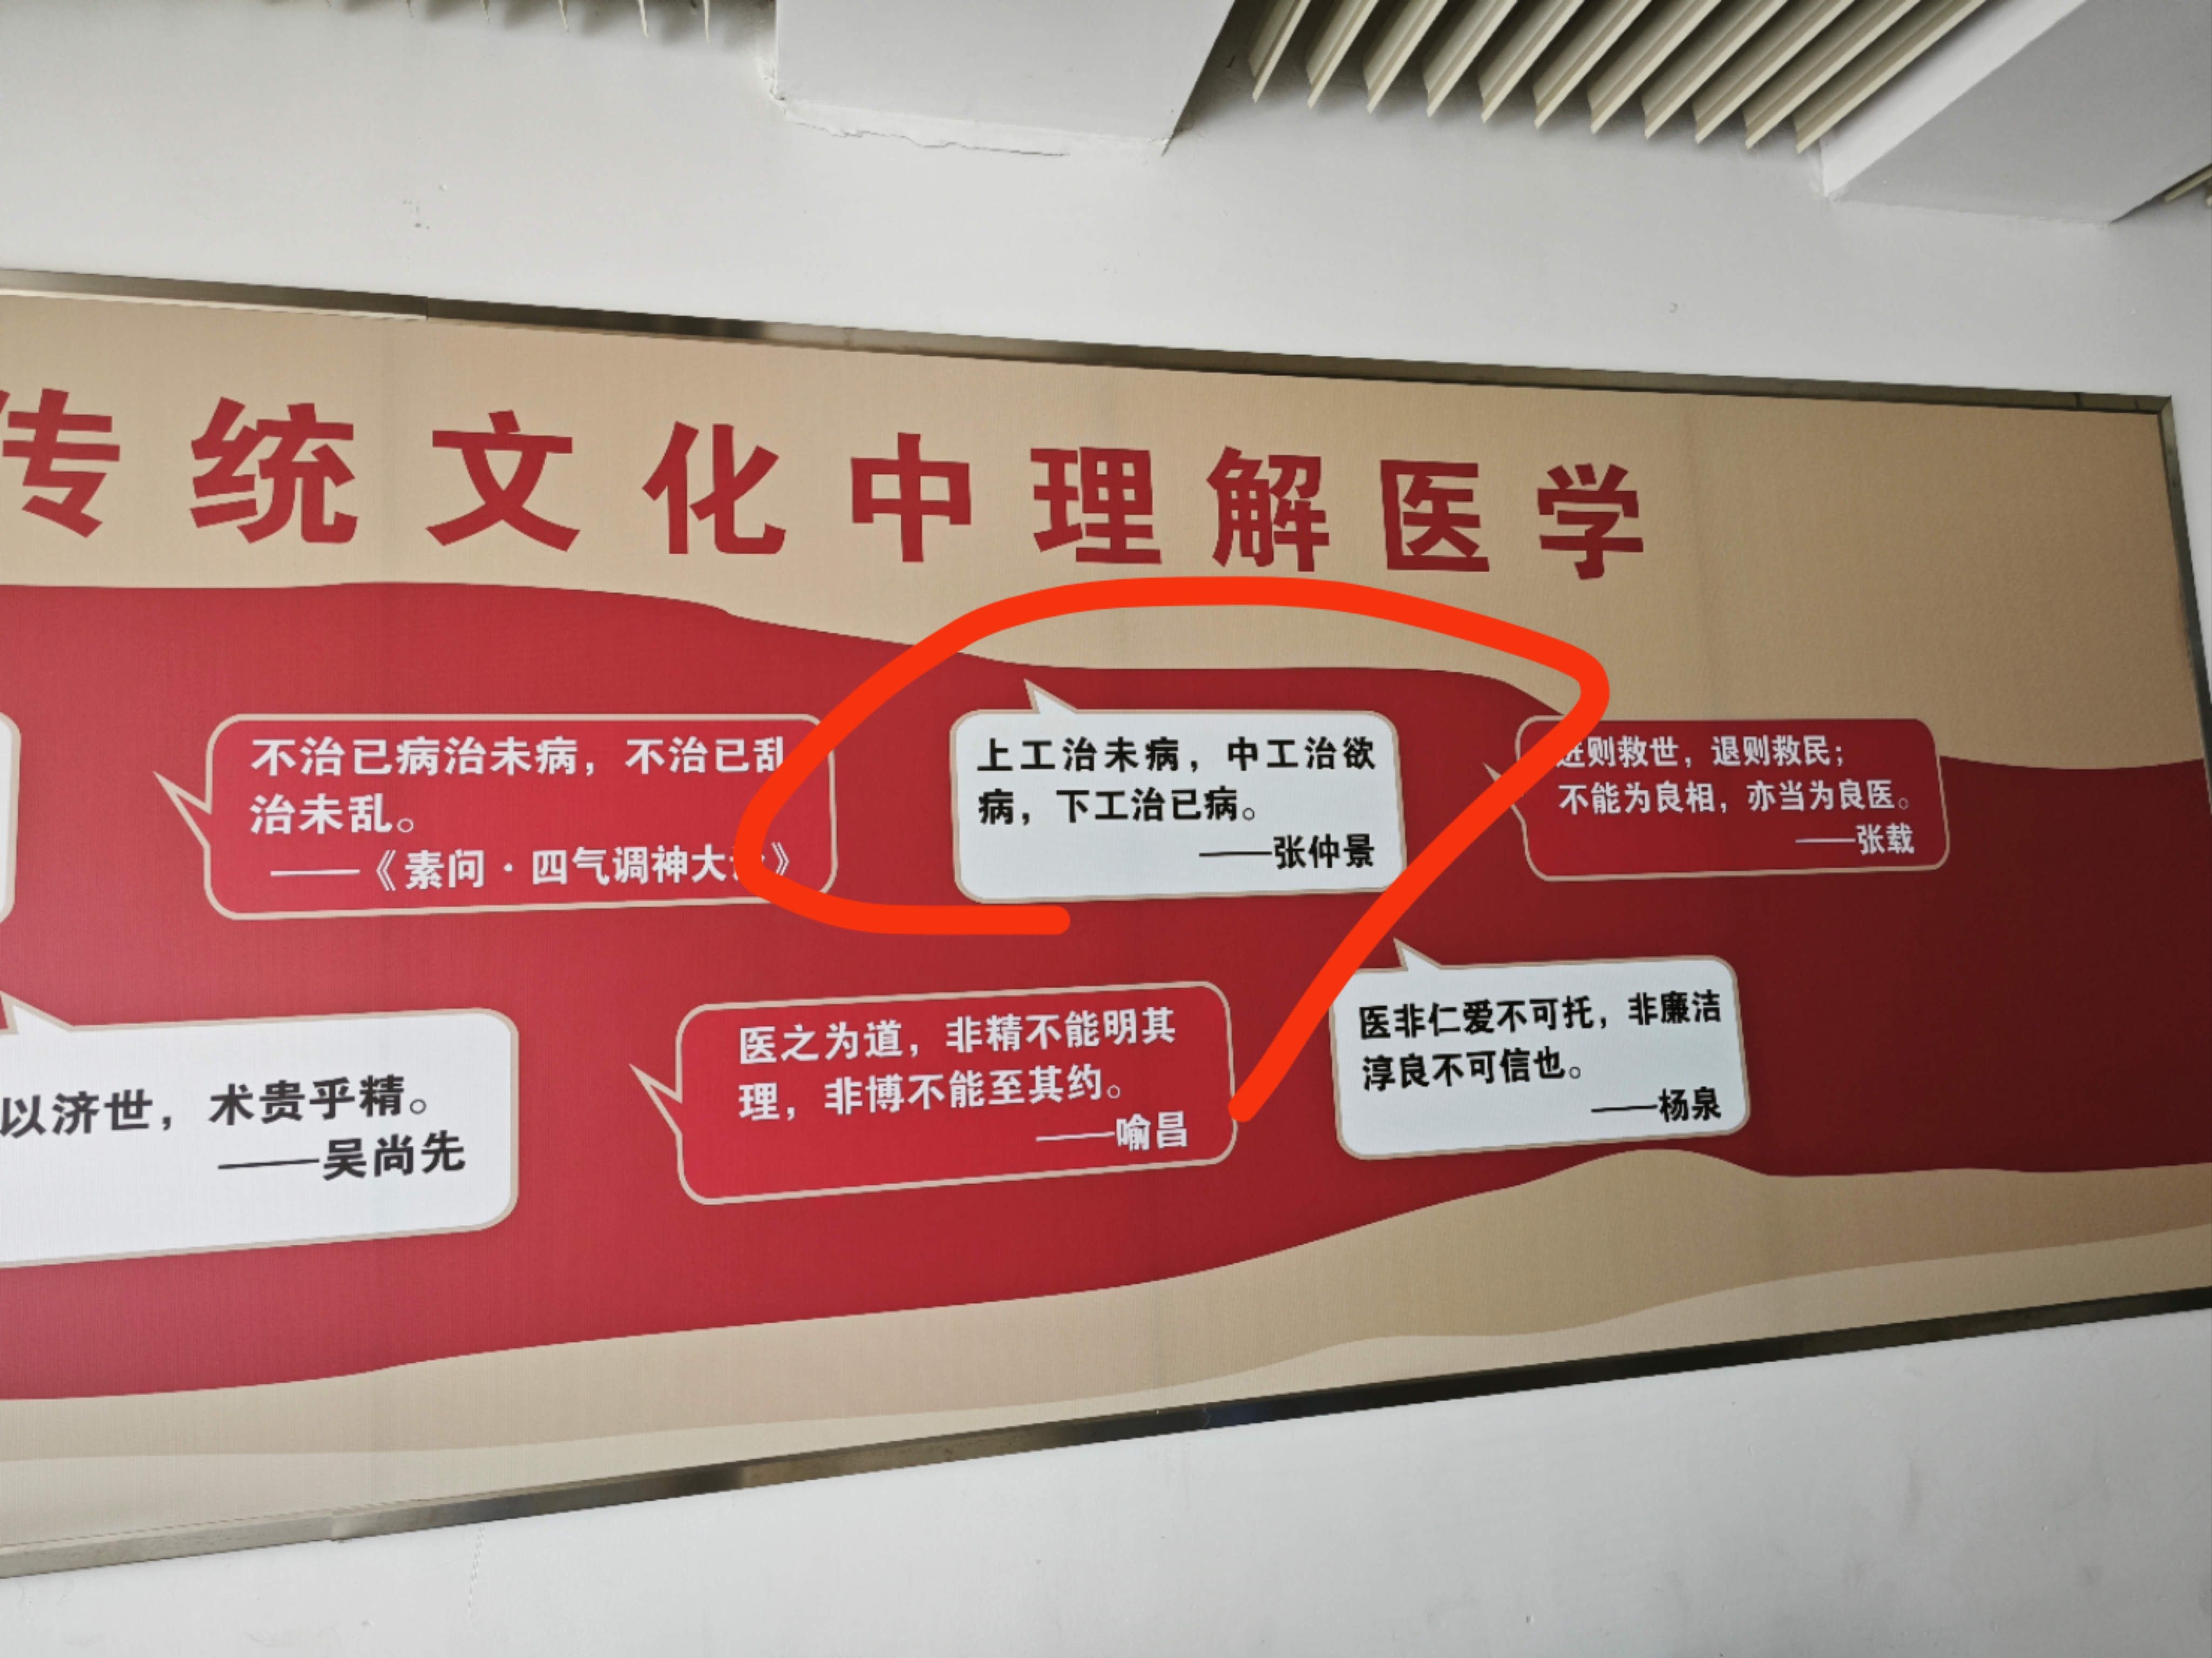 传统文化中理解医学
不治已病治未病，不治已乱
治未乱。
——《素问·四气调神大 》
上工治未病，中工治欲
病，下工治已病。
——张仲景
进则救世，退则救民；
不能为良相，亦当为良医。
——张载
以济世，术贵乎精。
——吴尚先
医之为道，非精不能明其
理，非博不能至其约。
——喻昌
医非仁爱不可托，非廉洁
淳良不可信也。
——杨泉